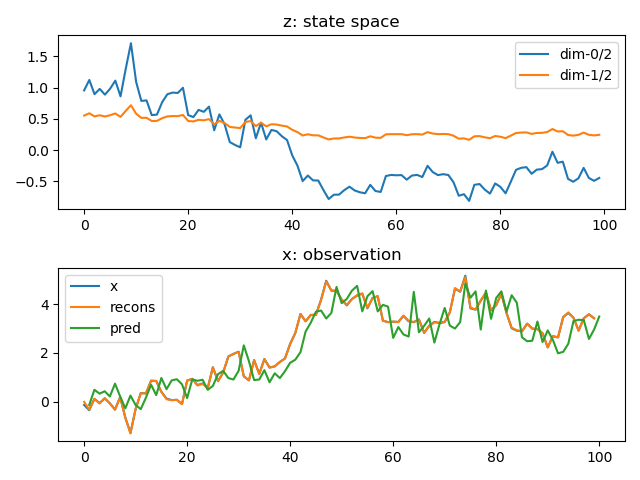 z: state space
1.5
1.0
0.5
0.0
−0.5
dim-0/2
dim-1/2
0 20 40 60 80 100
x: observation
4
2
0
x
recons
pred
0 20 40 60 80 100